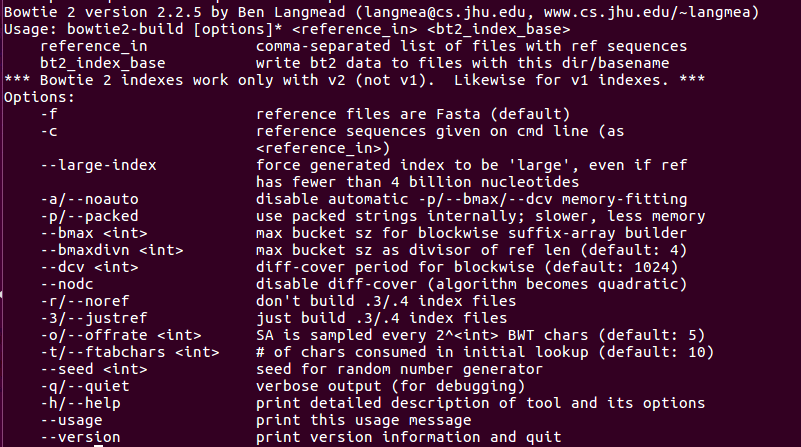 Bowtie 2 version 2.2.5 by Ben Langmead (langmea@cs.jhu.edu, www.cs.jhu.edu/~langmea)
Usage: bowtie2-build [options]* <reference_in> <bt2_index_base>
    reference_in            comma-separated list of files with ref sequences
    bt2_index_base          write bt2 data to files with this dir/basename
*** Bowtie 2 indexes work only with v2 (not v1).  Likewise for v1 indexes. ***
Options:
    -f                      reference files are Fasta (default)
    -c                      reference sequences given on cmd line (as
                            <reference_in>)
    --large-index           force generated index to be 'large', even if ref
                            has fewer than 4 billion nucleotides
    -a/--noauto             disable automatic -p/--bmax/--dcv memory-fitting
    -p/--packed             use packed strings internally; slower, less memory
    --bmax <int>            max bucket sz for blockwise suffix-array builder
    --bmaxdivn <int>        max bucket sz as divisor of ref len (default: 4)
    --dcv <int>             diff-cover period for blockwise (default: 1024)
    --nodc                  disable diff-cover (algorithm becomes quadratic)
    -r/--noref              don't build .3/.4 index files
    -3/--justref            just build .3/.4 index files
    -o/--offrate <int>      SA is sampled every 2^<int> BWT chars (default: 5)
    -t/--ftabchars <int>    # of chars consumed in initial lookup (default: 10)
    --seed <int>            seed for random number generator
    -q/--quiet              verbose output (for debugging)
    -h/--help               print detailed description of tool and its options
    --usage                 print this usage message
    --version               print version information and quit